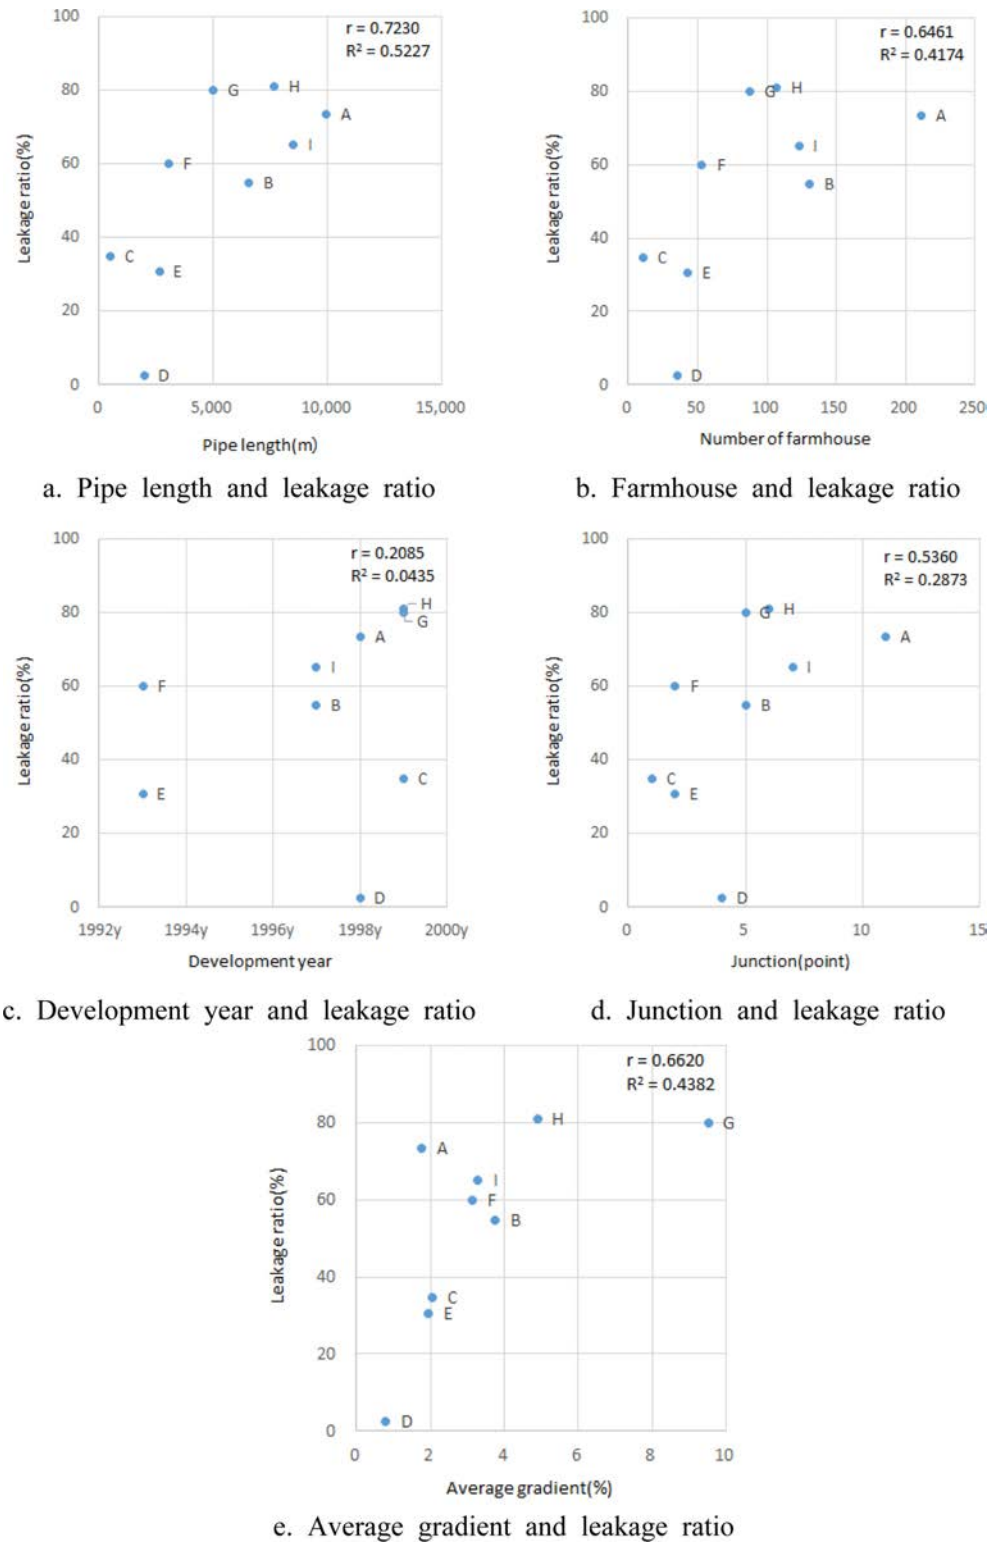 100
r = 0.7230
R² = 0.5227
80
G
H
A
I
60
F
B
Leakage ratio(%)
40
C
E
20
D
0
0 5,000 10,000 15,000
Pipe length(m)
a. Pipe length and leakage ratio
100
r = 0.6461
R² = 0.4174
80
G
H
A
I
60
F
B
Leakage ratio(%)
40
C
E
20
D
0
0 50 100 150 200 250
Number of farmhouse
b. Farmhouse and leakage ratio
100
r = 0.2085
R² = 0.0435
H
G
80
A
I
60
F
B
Leakage ratio(%)
40
C
E
20
D
0
1992y 1994y 1996y 1998y 2000y
Development year
c. Development year and leakage ratio
100
r = 0.5360
R² = 0.2873
80
G
H
A
I
60
F
B
Leakage ratio(%)
40
C
E
20
D
0
0 5 10 15
Junction(point)
d. Junction and leakage ratio
100
r = 0.6620
R² = 0.4382
80
H
G
A
I
60
F
B
Leakage ratio(%)
40
C
E
20
D
0
0 2 4 6 8 10
Average gradient(%)
e. Average gradient and leakage ratio